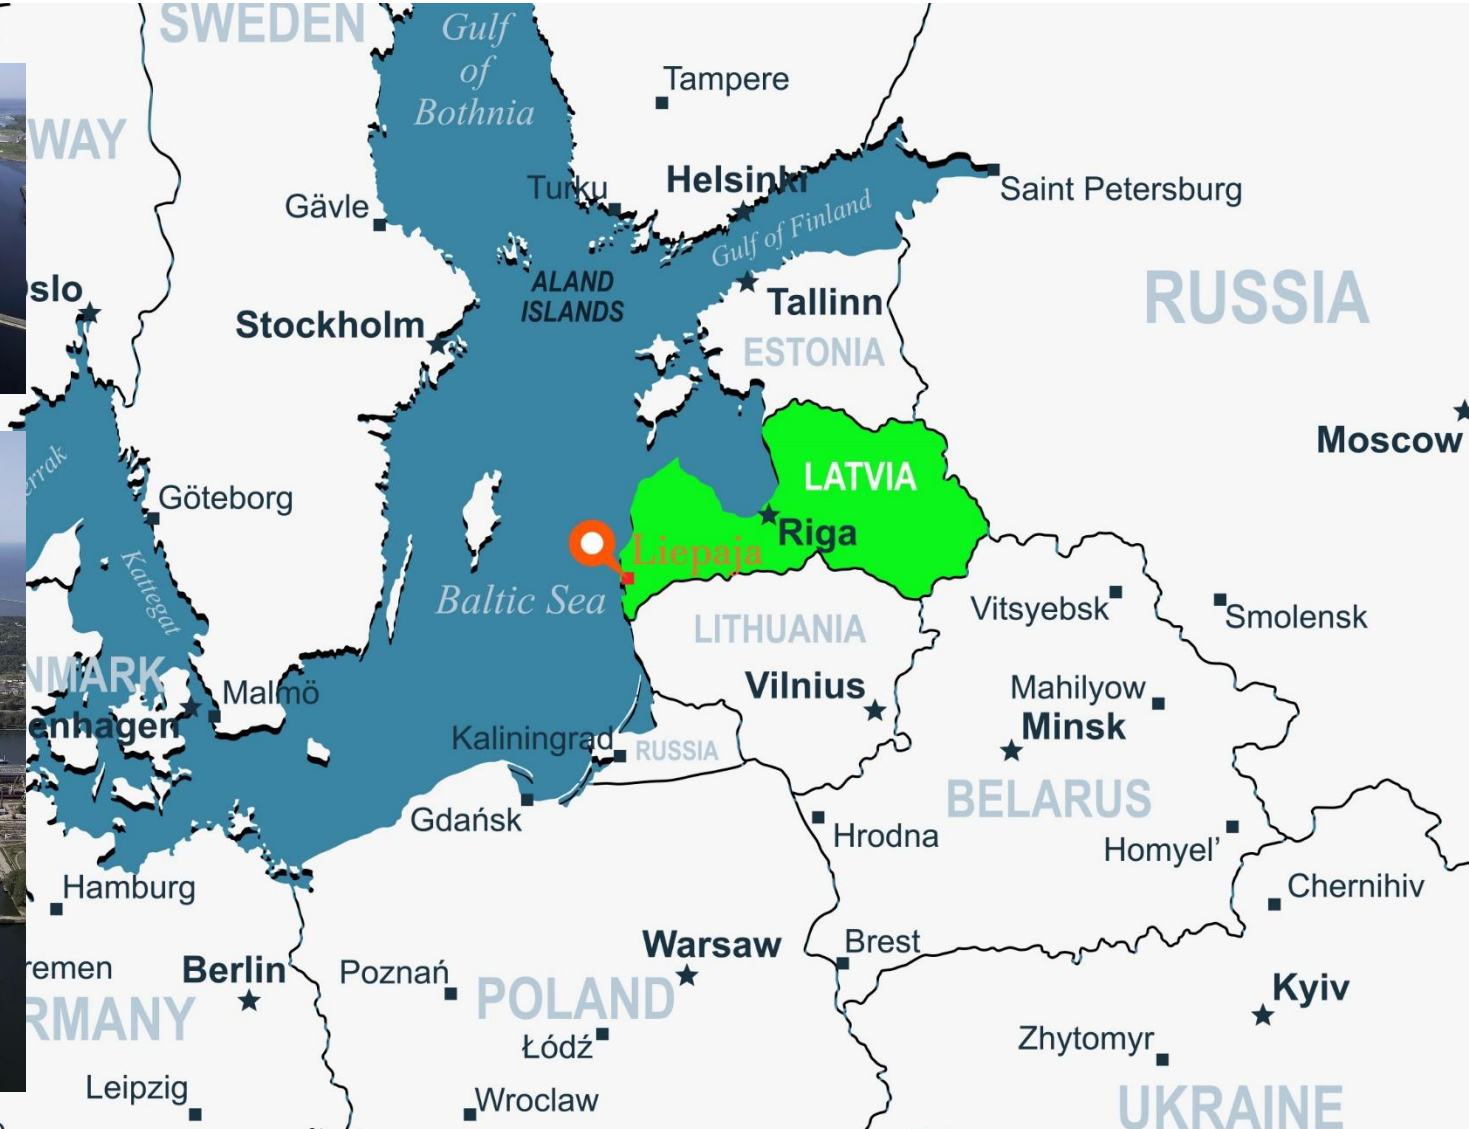 SWEDEN
Gulf
of
Bothnia
Tampere
WAY
Helsinki
Turku
Saint Petersburg
Gävle
Gulf of Finland
ALAND
ISLANDS
slo
Tallinn
RUSSIA
Stockholm
ESTONIA
Moscow
errak
LATVIA
Göteborg
Riga
Liepaja
Kattegat
Baltic Sea
Vitsyebsk
Smolensk
LITHUANIA
NMARK
Malmö
Vilnius
Mahilyow
enhagen
Minsk
Kaliningrad
RUSSIA
BELARUS
Gdańsk
Hrodna
Homyel’
Hamburg
Chernihiv
Warsaw
Brest
remen
Berlin
Poznań
POLAND
Kyiv
RMANY
Łódź
Zhytomyr
Leipzig
Wroclaw
UKRAINE